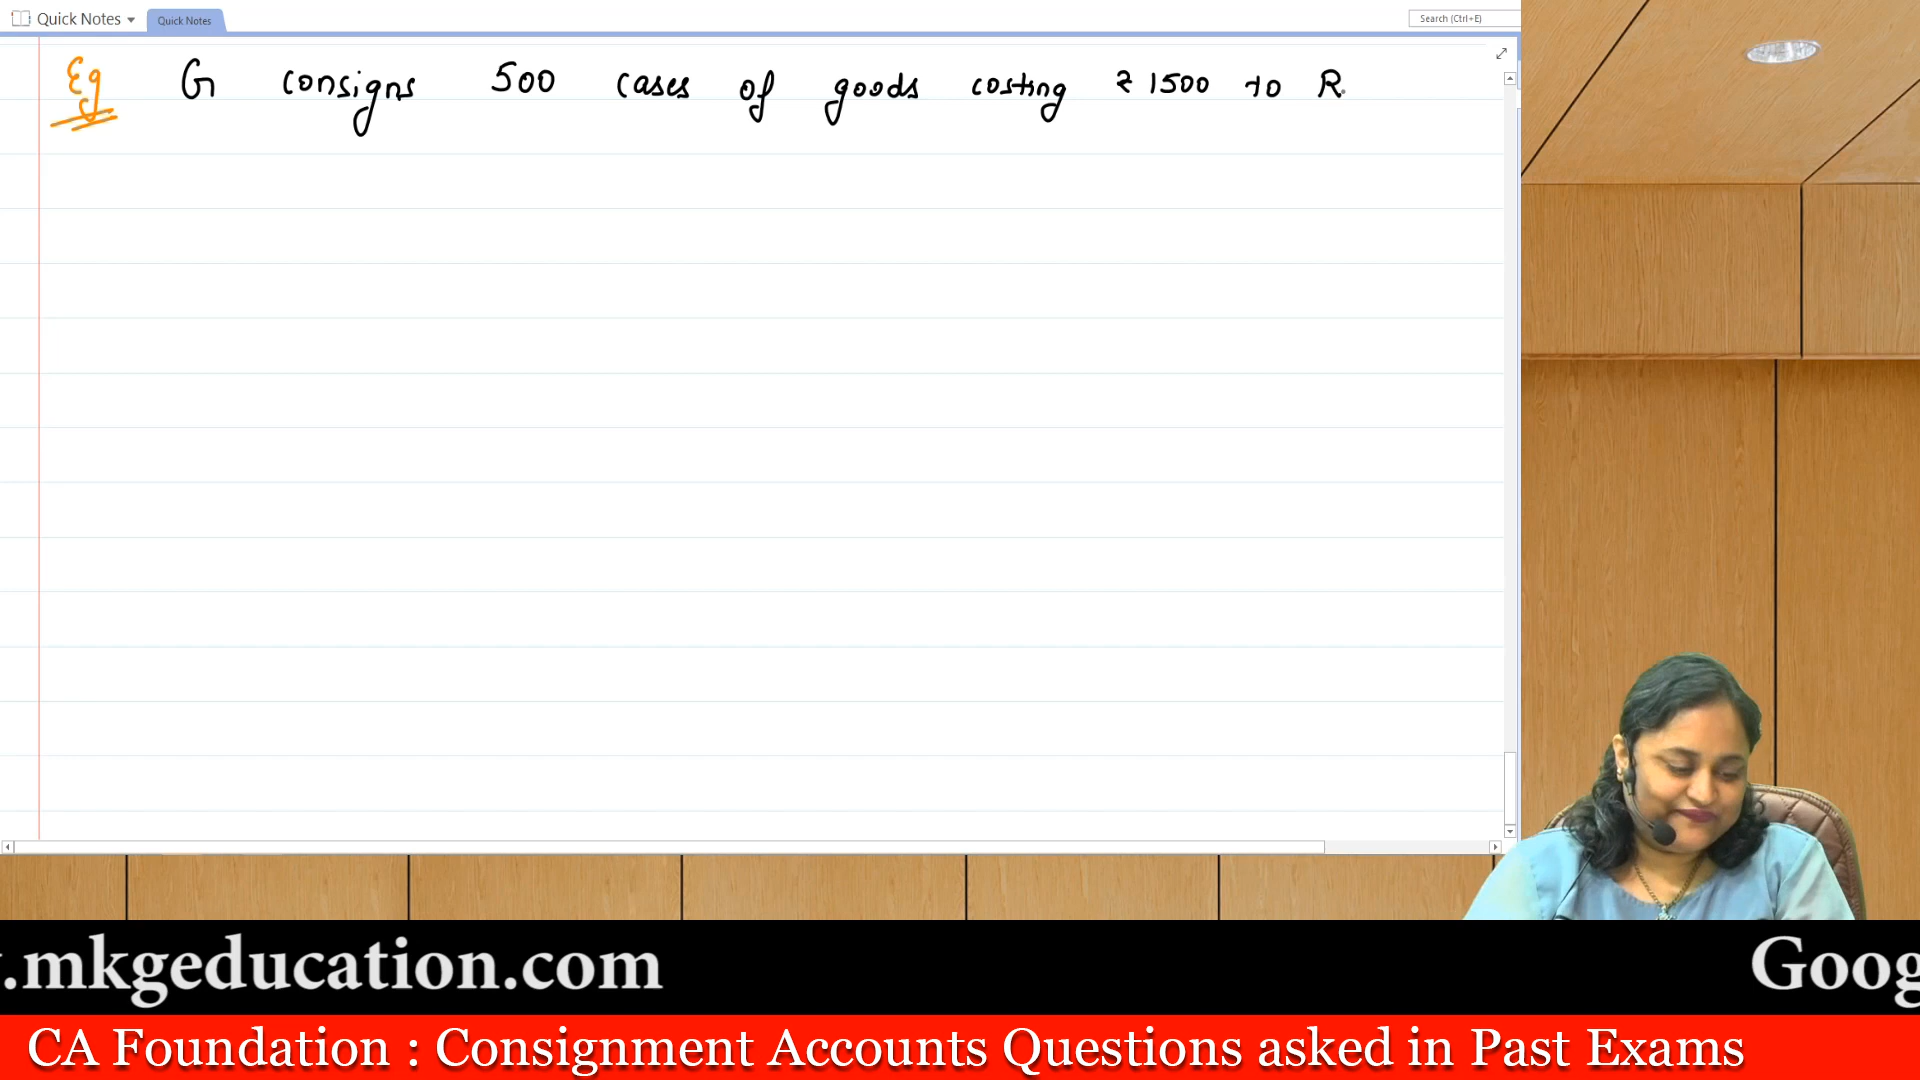 Quick Notes
Quick Notes
Search (Ctrl+E)
Eg G consigns 500 cases of goods costing ₹ 1500 to R.
.mkgeducation.com Goog
CA Foundation : Consignment Accounts Questions asked in Past Exams